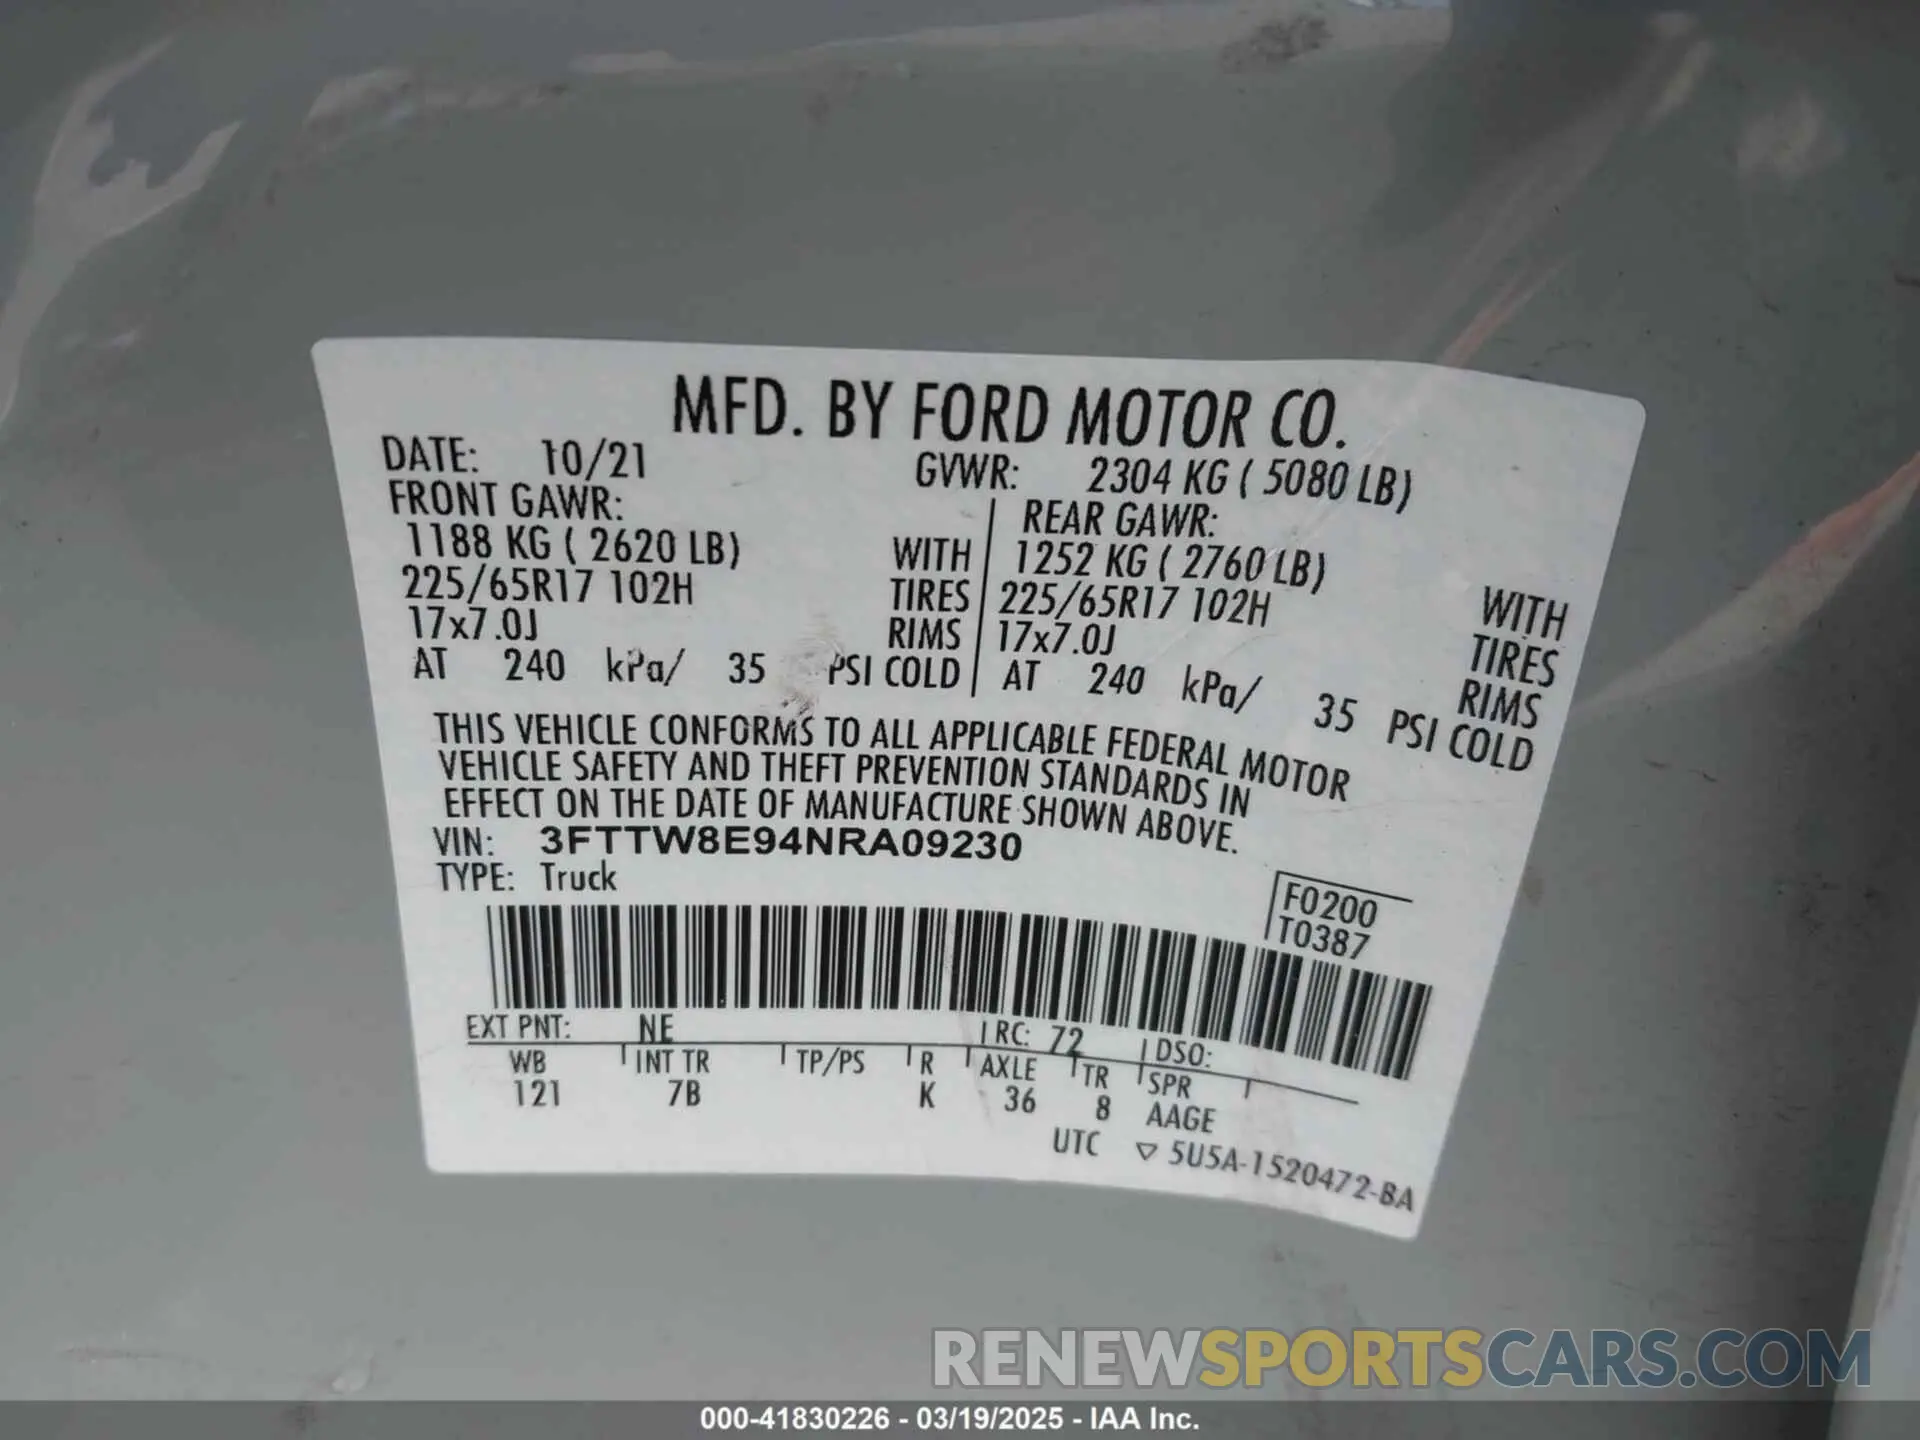 MFD. BY FORD MOTOR CO.
DATE: 10/21 GVWR: 2304 KG ( 5080 LB)
FRONT GAWR: REAR GAWR:
1188 KG ( 2620 LB) WITH 1252 KG ( 2760 LB) WITH
225/65R17 102H TIRES 225/65R17 102H TIRES
17x7.0J RIMS 17x7.0J RIMS
AT 240 kPa/ 35 PSI COLD AT 240 kPa/ 35 PSI COLD
THIS VEHICLE CONFORMS TO ALL APPLICABLE FEDERAL MOTOR
VEHICLE SAFETY AND THEFT PREVENTION STANDARDS IN
EFFECT ON THE DATE OF MANUFACTURE SHOWN ABOVE.
VIN: 3FTTW8E94NRA09230
TYPE: Truck
F0200
T0387
EXT PNT: NE RC: 72 DSO:
WB INT TR TP/PS R AXLE TR SPR
121 7B K 36 8 AAGE
UTC ▽ 5U5A-1520472-BA
RENEWSPORTSCARS.COM
000-41830226 - 03/19/2025 - IAA Inc.